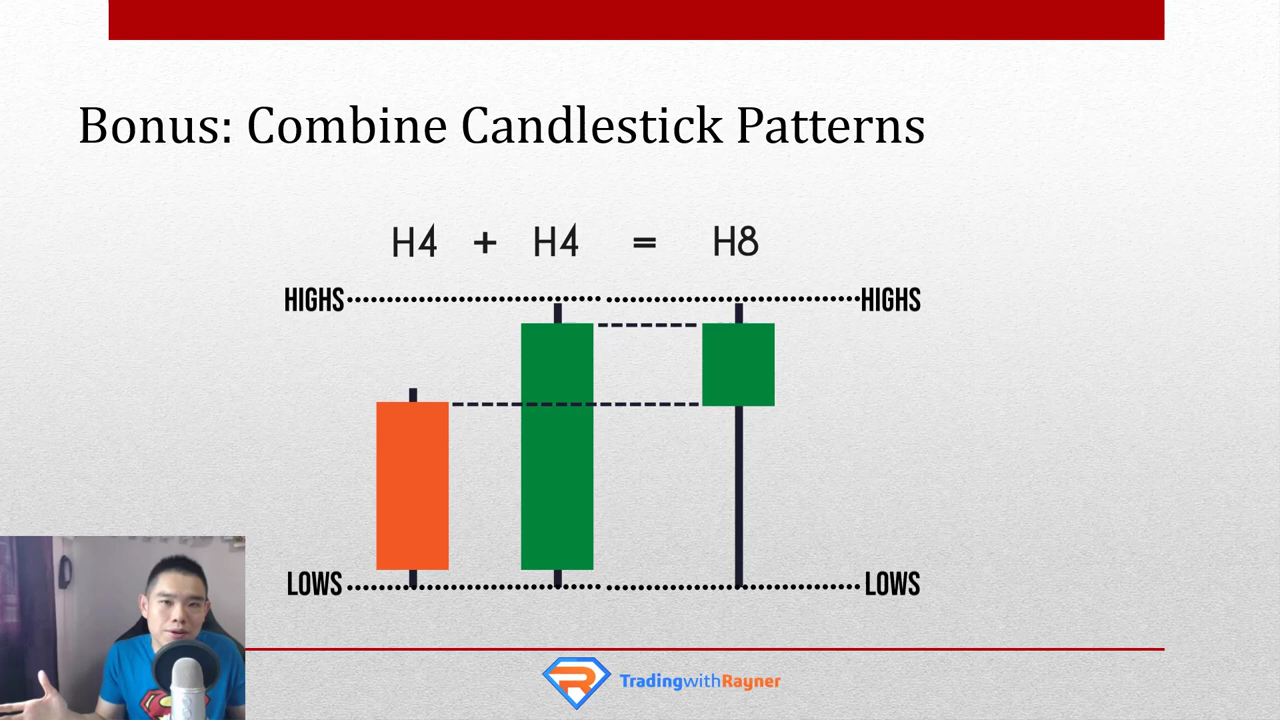 Bonus: Combine Candlestick Patterns
H4 + H4 = H8
HIGHS HIGHS
LOWS LOWS
TradingwithRayner